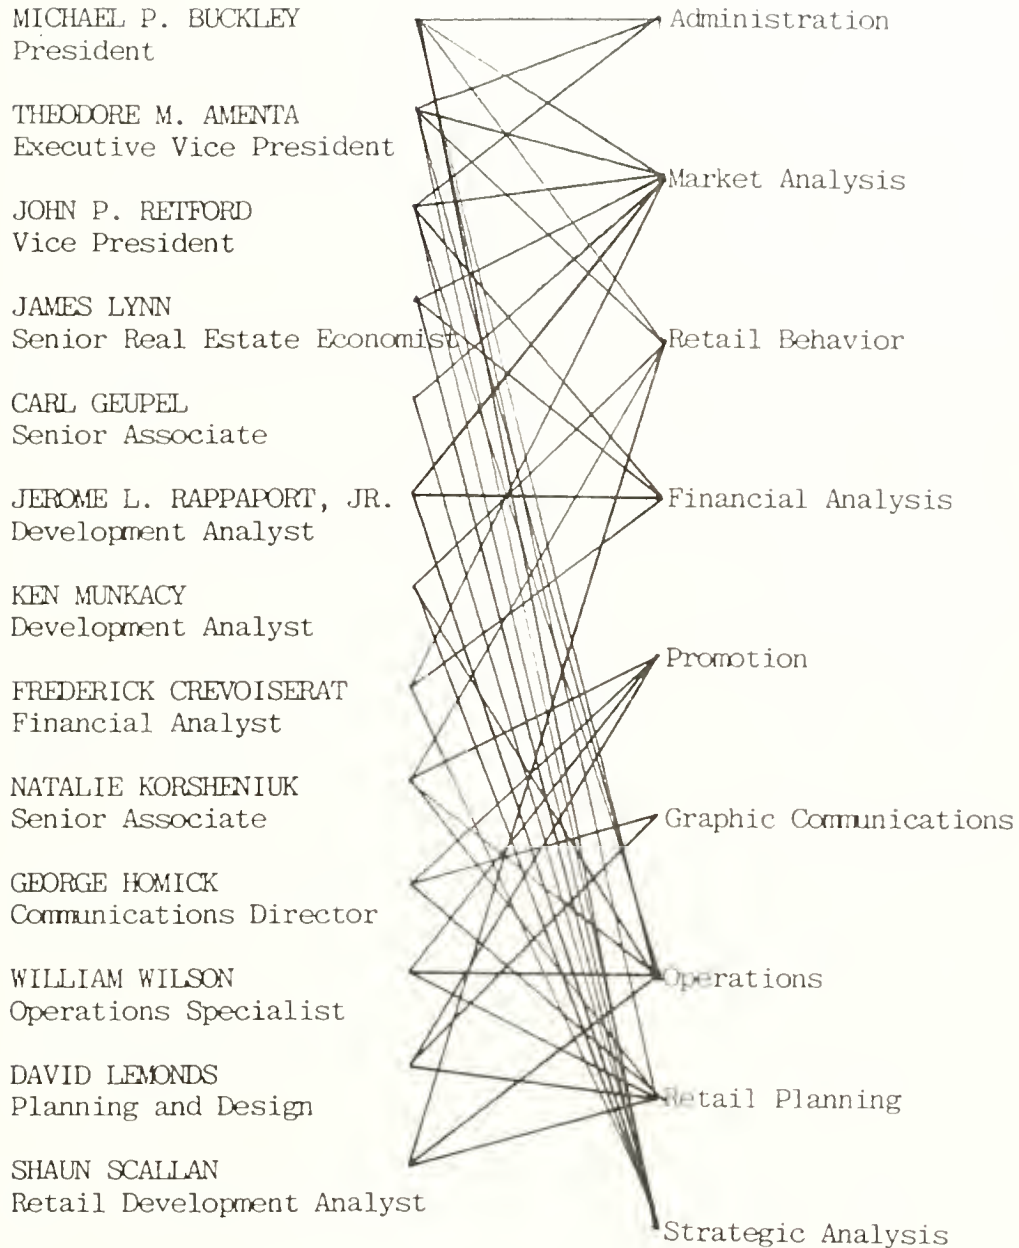 MICHAEL P. BUCKLEY
President
THEODORE M. AMENTA
Executive Vice President
JOHN P. RETFORD
Vice President
JAMES LYNN
Senior Real Estate Economist
CARL GEUPEL
Senior Associate
JEROME L. RAPPAPORT, JR.
Development Analyst
KEN MUNKACY
Development Analyst
FREDERICK CREVOISERAT
Financial Analyst
NATALIE KORSHENIUK
Senior Associate
GEORGE HOMICK
Communications Director
WILLIAM WILSON
Operations Specialist
DAVID LEMONDS
Planning and Design
SHAUN SCALLAN
Retail Development Analyst
Administration
Market Analysis
Retail Behavior
Financial Analysis
Promotion
Graphic Communications
Operations
Retail Planning
Strategic Analysis